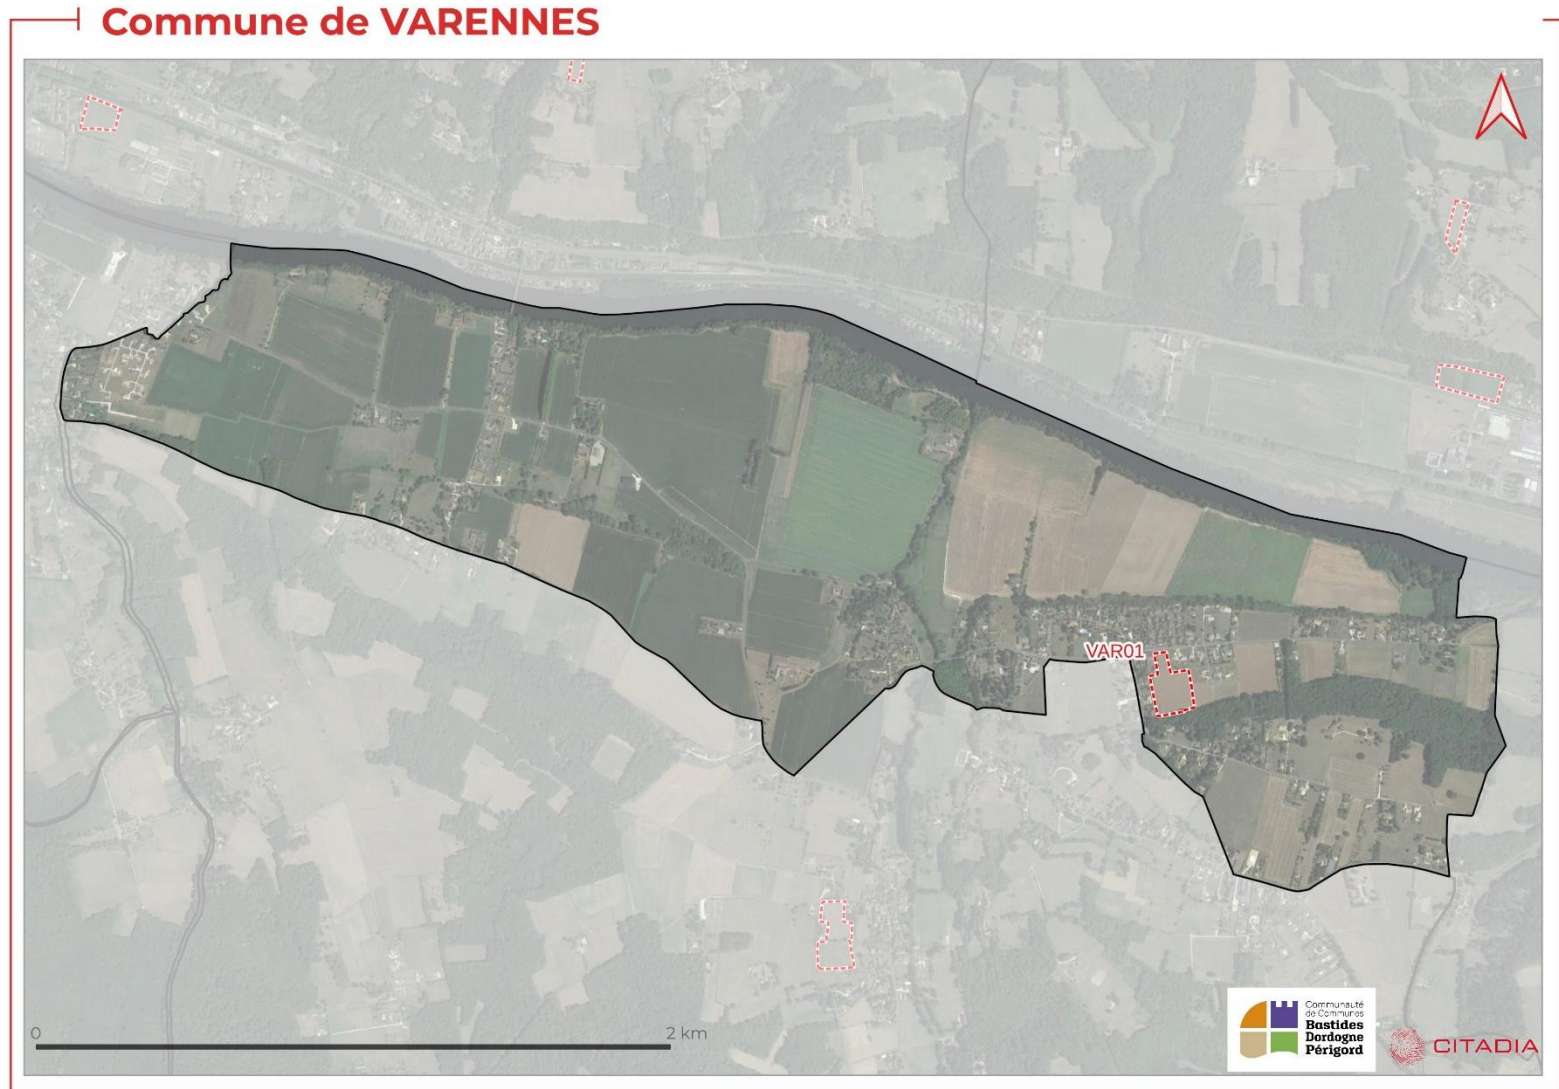 Commune de VARENNES
VAR01
0
2 km
Communauté
de Communes
Bastides
Dordogne
Périgord
CITADIA